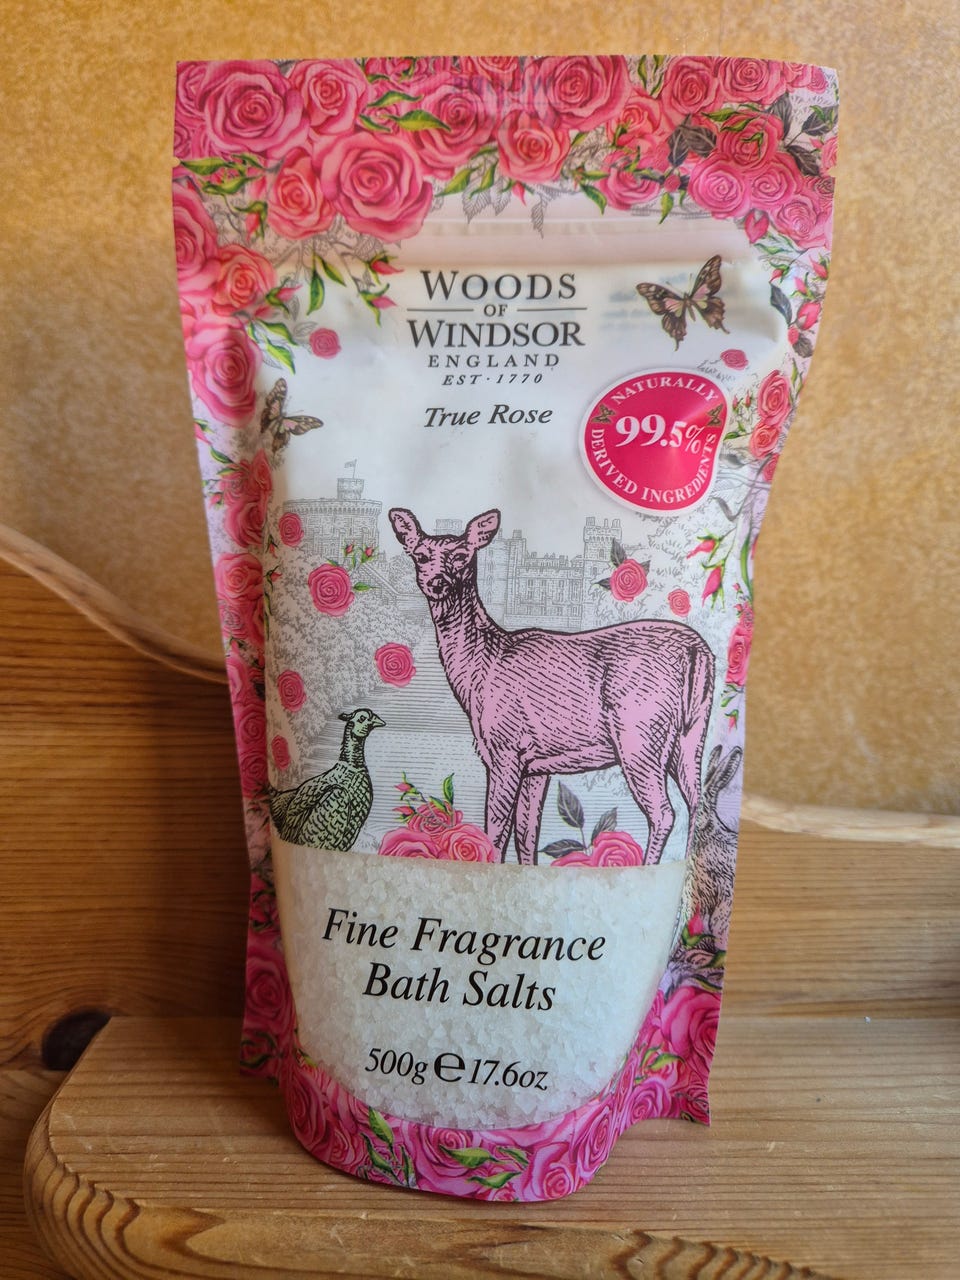 WOODS
OF
WINDSOR
ENGLAND
EST·1770
True Rose
NATURALLY
99.5%
DERIVED INGREDIENTS
Fine Fragrance
Bath Salts
500g ℮ 17.6oz